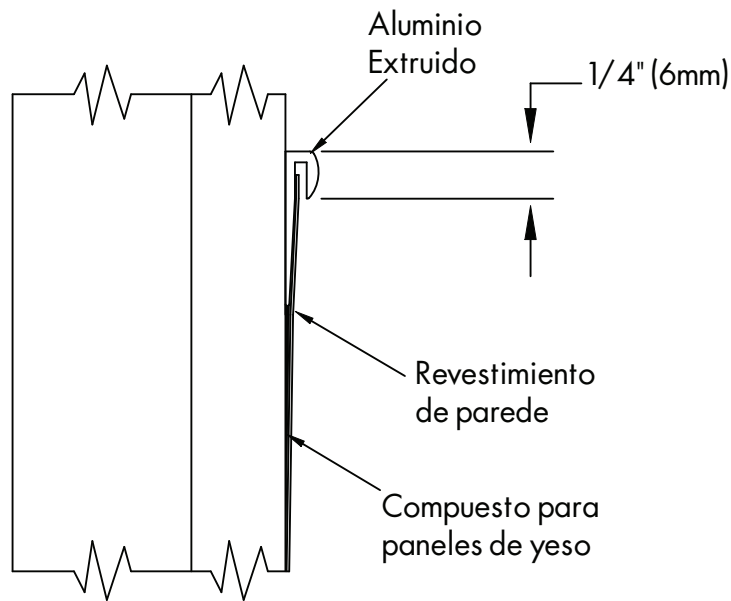 Aluminio
Extruido
1/4" (6mm)
Revestimiento
de parede
Compuesto para
paneles de yeso